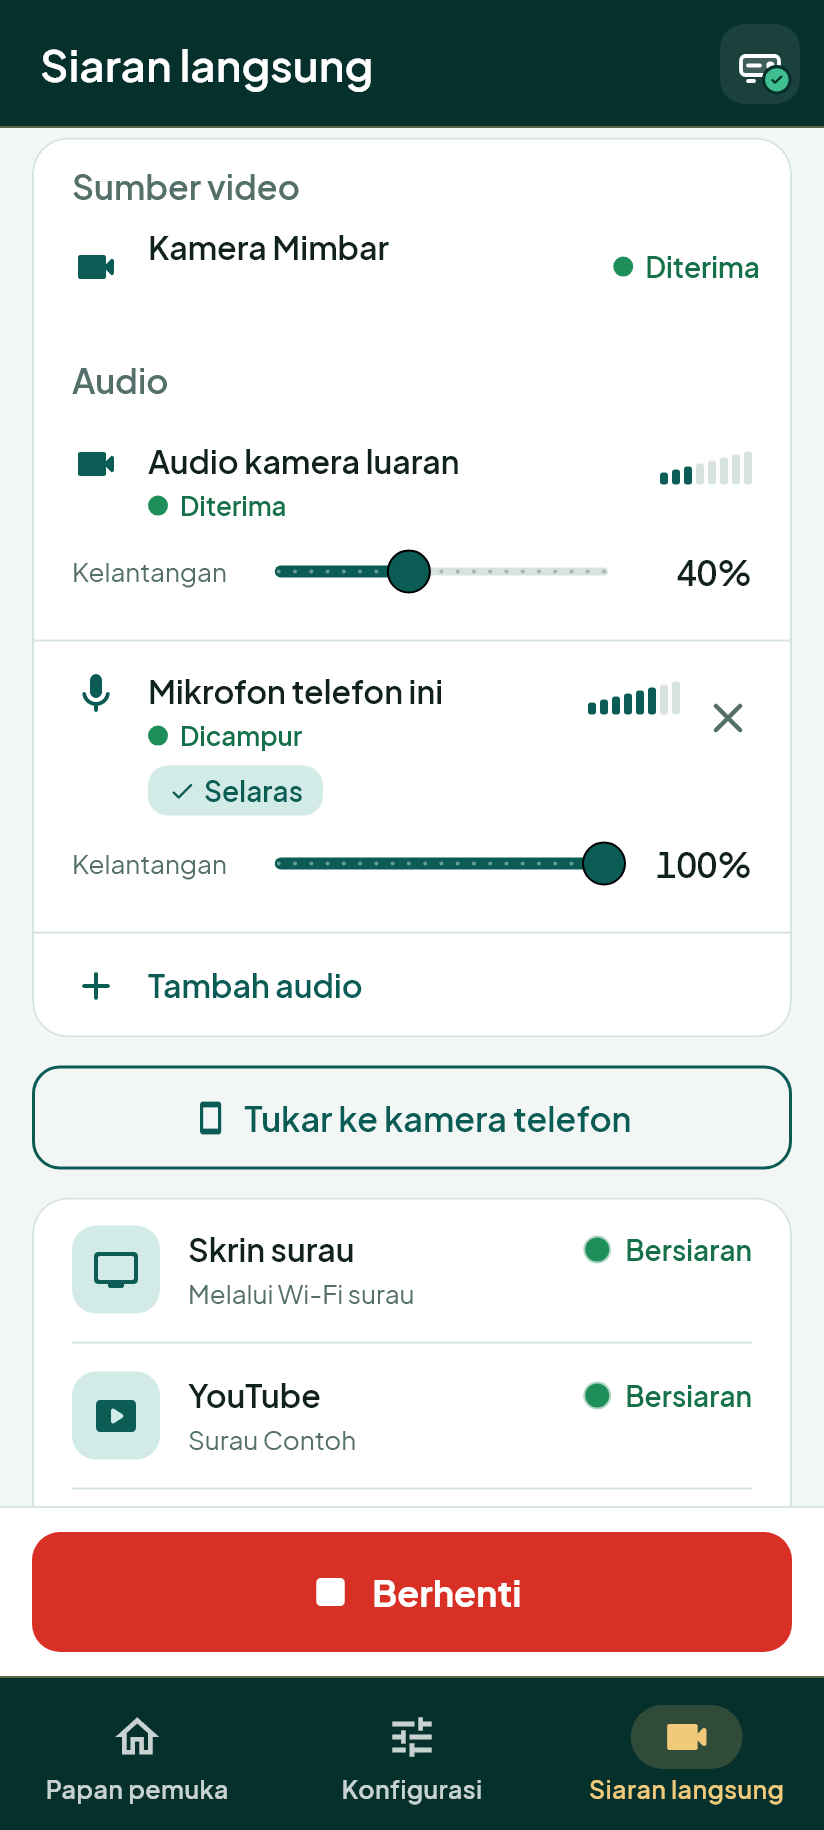 Siaran langsung
Sumber video
Kamera Mimbar
Diterima
Audio
Audio kamera luaran
Diterima
Kelantangan
40%
Mikrofon telefon ini
Dicampur
Selaras
Kelantangan
100%
Tambah audio
Tukar ke kamera telefon
Skrin surau
Bersiaran
Melalui Wi-Fi surau
YouTube
Bersiaran
Surau Contoh
Berhenti
Papan pemuka
Konfigurasi
Siaran langsung